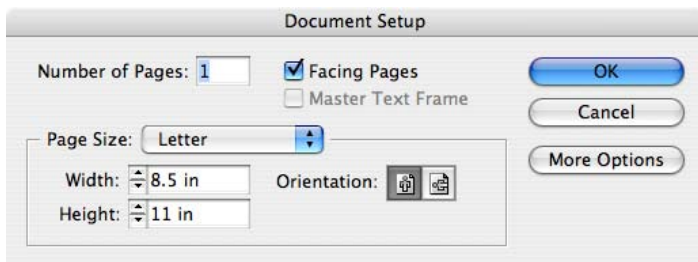 Document Setup
Number of Pages: 1
Facing Pages
Master Text Frame
OK
Cancel
More Options
Page Size: Letter
Width: 8.5 in
Orientation:
Height: 11 in